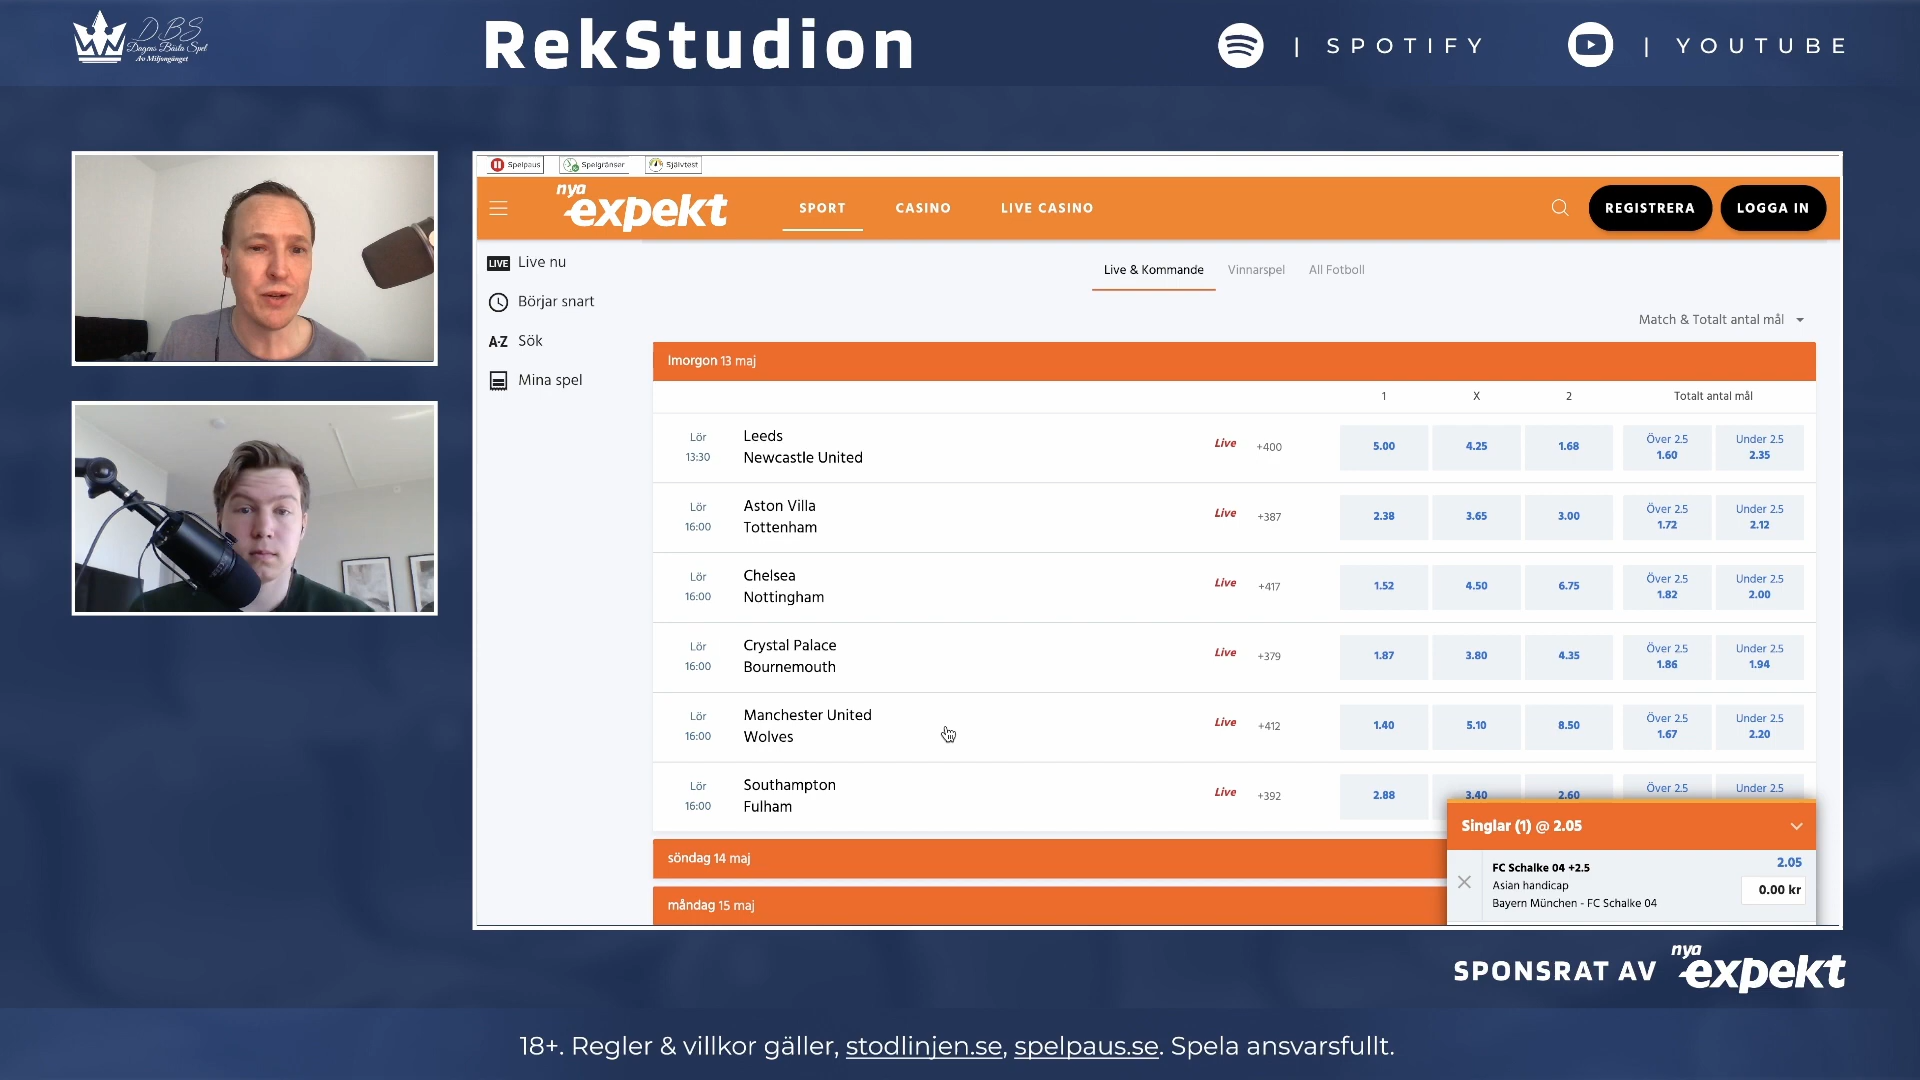 DBS
Dagens Bästa Spel
Av Miljongänget
RekStudion
| SPOTIFY
| YOUTUBE
Spelpaus
Spelgränser
Självtest
nya
expekt
SPORT
CASINO
LIVE CASINO
REGISTRERA
LOGGA IN
LIVE Live nu
Börjar snart
A-Z Sök
Mina spel
Live & Kommande
Vinnarspel
All Fotboll
Match & Totalt antal mål
Imorgon 13 maj
1 X 2 Totalt antal mål
Lör
13:30
Leeds
Newcastle United
Live +400
5.00 4.25 1.68
Över 2.5
1.60
Under 2.5
2.35
Lör
16:00
Aston Villa
Tottenham
Live +387
2.38 3.65 3.00
Över 2.5
1.72
Under 2.5
2.12
Lör
16:00
Chelsea
Nottingham
Live +417
1.52 4.50 6.75
Över 2.5
1.82
Under 2.5
2.00
Lör
16:00
Crystal Palace
Bournemouth
Live +379
1.87 3.80 4.35
Över 2.5
1.86
Under 2.5
1.94
Lör
16:00
Manchester United
Wolves
Live +412
1.40 5.10 8.50
Över 2.5
1.67
Under 2.5
2.20
Lör
16:00
Southampton
Fulham
Live +392
2.88 3.40 2.60
Över 2.5
Under 2.5
söndag 14 maj
måndag 15 maj
Singlar (1) @ 2.05
FC Schalke 04 +2.5
2.05
Asian handicap
0.00 kr
Bayern München - FC Schalke 04
SPONSRAT AV nya expekt
18+. Regler & villkor gäller, stodlinjen.se, spelpaus.se. Spela ansvarsfullt.